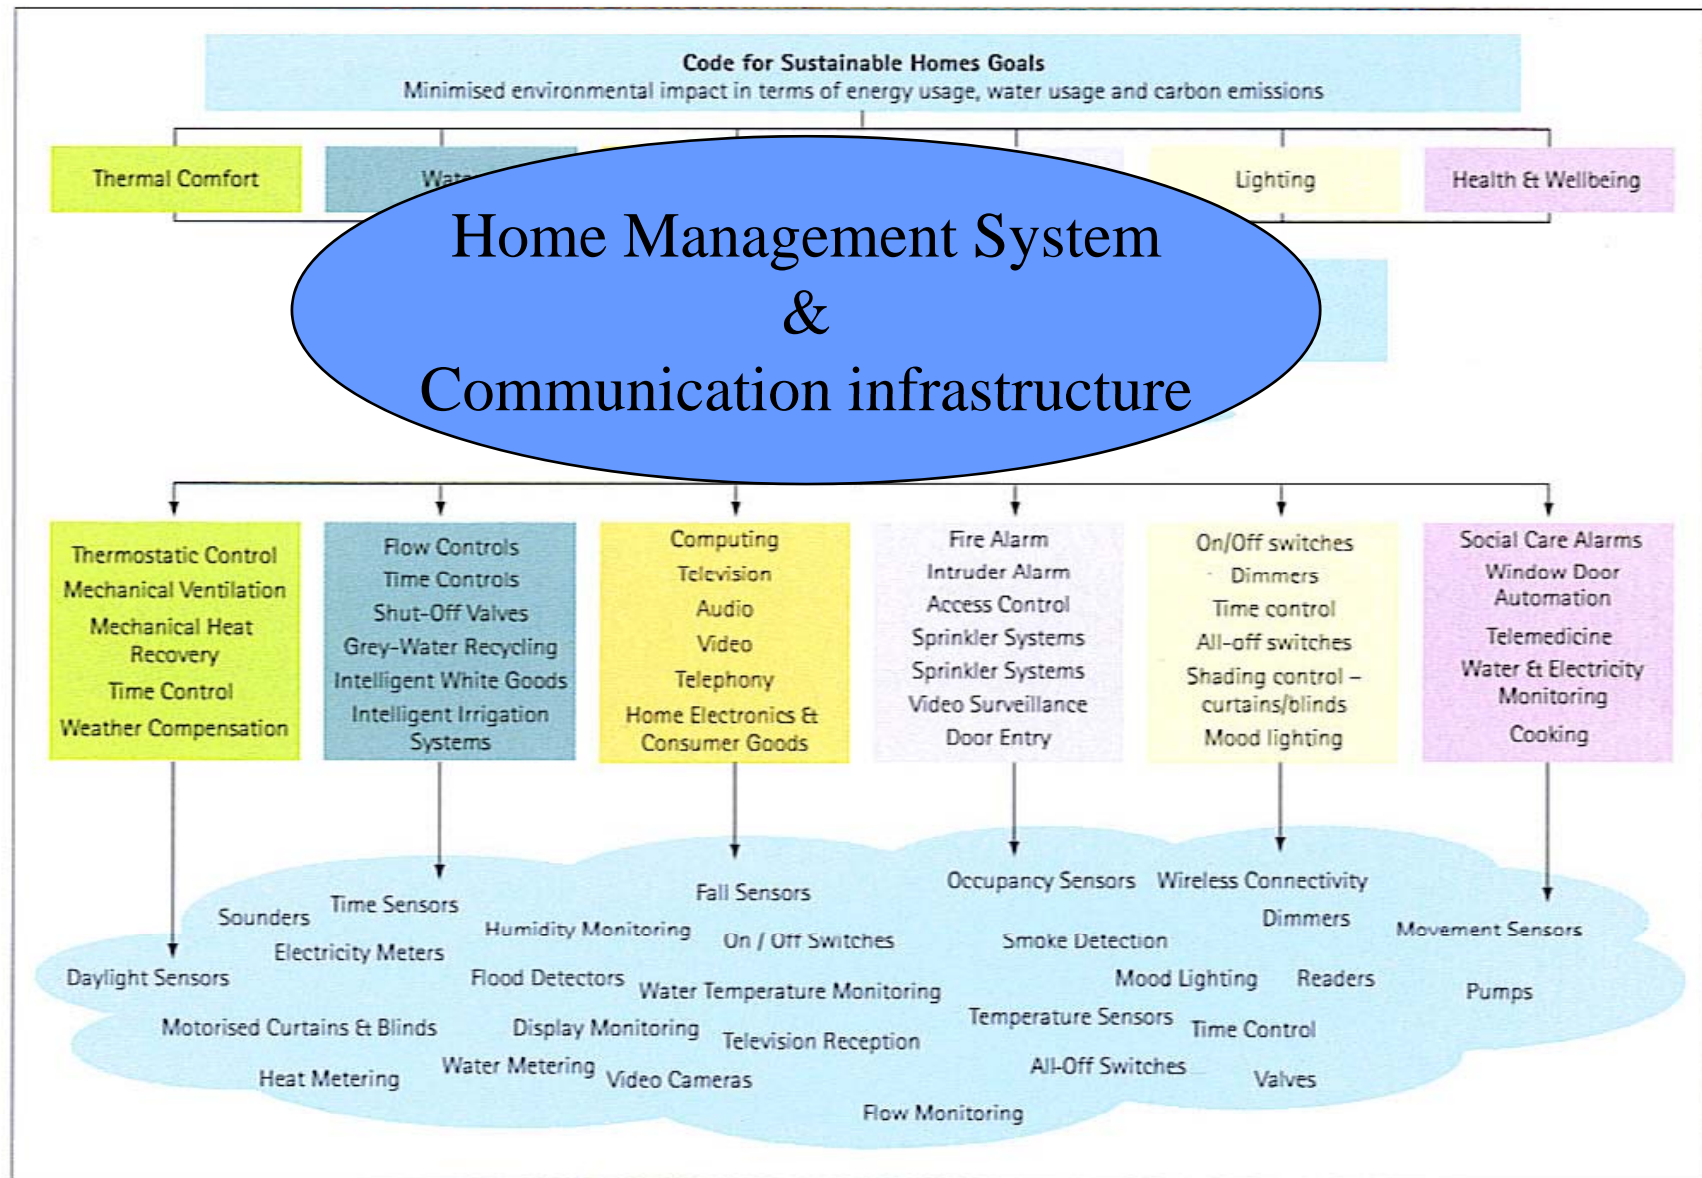 Code for Sustainable Homes Goals
Minimised environmental impact in terms of energy usage, water usage and carbon emissions
Thermal Comfort
Lighting
Health & Wellbeing
Home Management System
&
Communication infrastructure
Thermostatic Control
Mechanical Ventilation
Mechanical Heat
Recovery
Time Control
Weather Compensation
Flow Controls
Time Controls
Shut-Off Valves
Grey-Water Recycling
Intelligent White Goods
Intelligent Irrigation
Systems
Computing
Television
Audio
Video
Telephony
Home Electronics &
Consumer Goods
Fire Alarm
Intruder Alarm
Access Control
Sprinkler Systems
Sprinkler Systems
Video Surveillance
Door Entry
On/Off switches
Dimmers
Time control
All-off switches
Shading control –
curtains/blinds
Mood lighting
Social Care Alarms
Window Door
Automation
Telemedicine
Water & Electricity
Monitoring
Cooking
Fall Sensors
Occupancy Sensors
Wireless Connectivity
Time Sensors
Sounders
Dimmers
Humidity Monitoring
Movement Sensors
On / Off Switches
Smoke Detection
Electricity Meters
Daylight Sensors
Flood Detectors
Mood Lighting
Readers
Water Temperature Monitoring
Pumps
Temperature Sensors
Motorised Curtains & Blinds
Display Monitoring
Time Control
Television Reception
Water Metering
All-Off Switches
Heat Metering
Video Cameras
Valves
Flow Monitoring